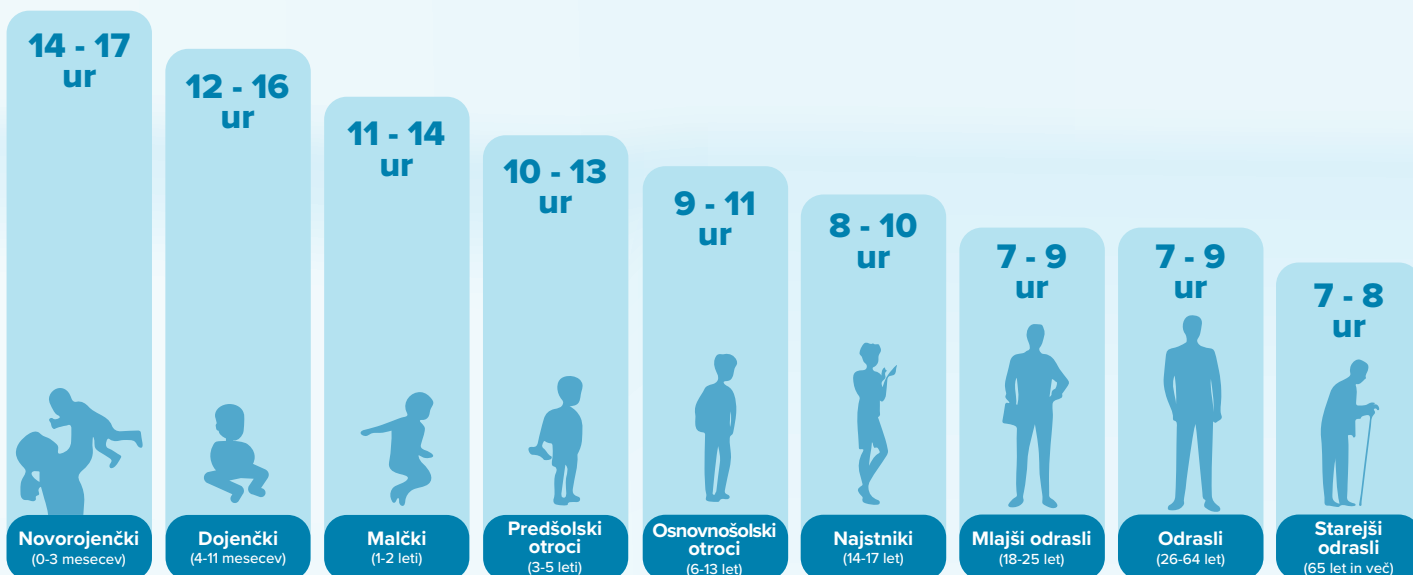 14 - 17
ur
12 - 16
ur
11 - 14
ur
10 - 13
ur
9 - 11
ur
8 - 10
ur
7 - 9
ur
7 - 9
ur
7 - 8
ur
Novorojenčki
(0-3 mesecev)
Dojenčki
(4-11 mesecev)
Malčki
(1-2 leti)
Predšolski
otroci
(3-5 leti)
Osnovnošolski
otroci
(6-13 let)
Najstniki
(14-17 let)
Mlajši odrasli
(18-25 let)
Odrasli
(26-64 let)
Starejši
odrasli
(65 let in več)